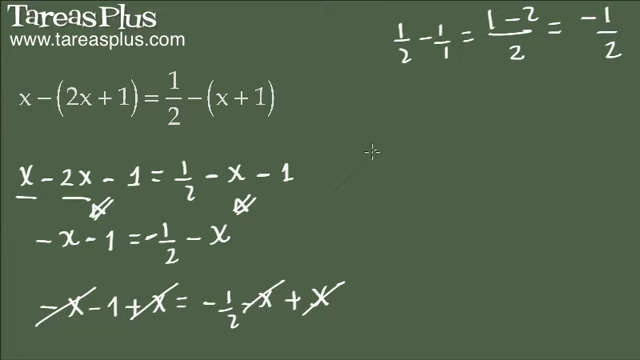 TareasPlus
www.tareasplus.com
1/2 - 1/1 = (1-2)/2 = -1/2
x-(2x+1)=1/2-(x+1)
x - 2x - 1 = 1/2 - x - 1
-x - 1 = -1/2 - x
-x - 1 + x = -1/2 - x + x